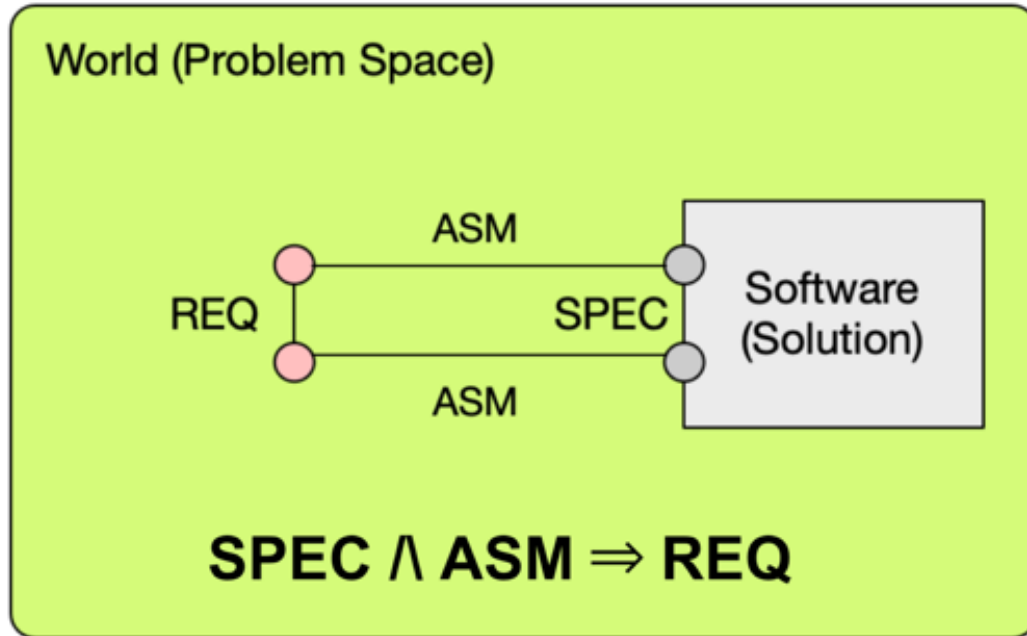 World (Problem Space)
ASM
REQ
SPEC
Software
(Solution)
ASM
SPEC /\ ASM ⇒ REQ